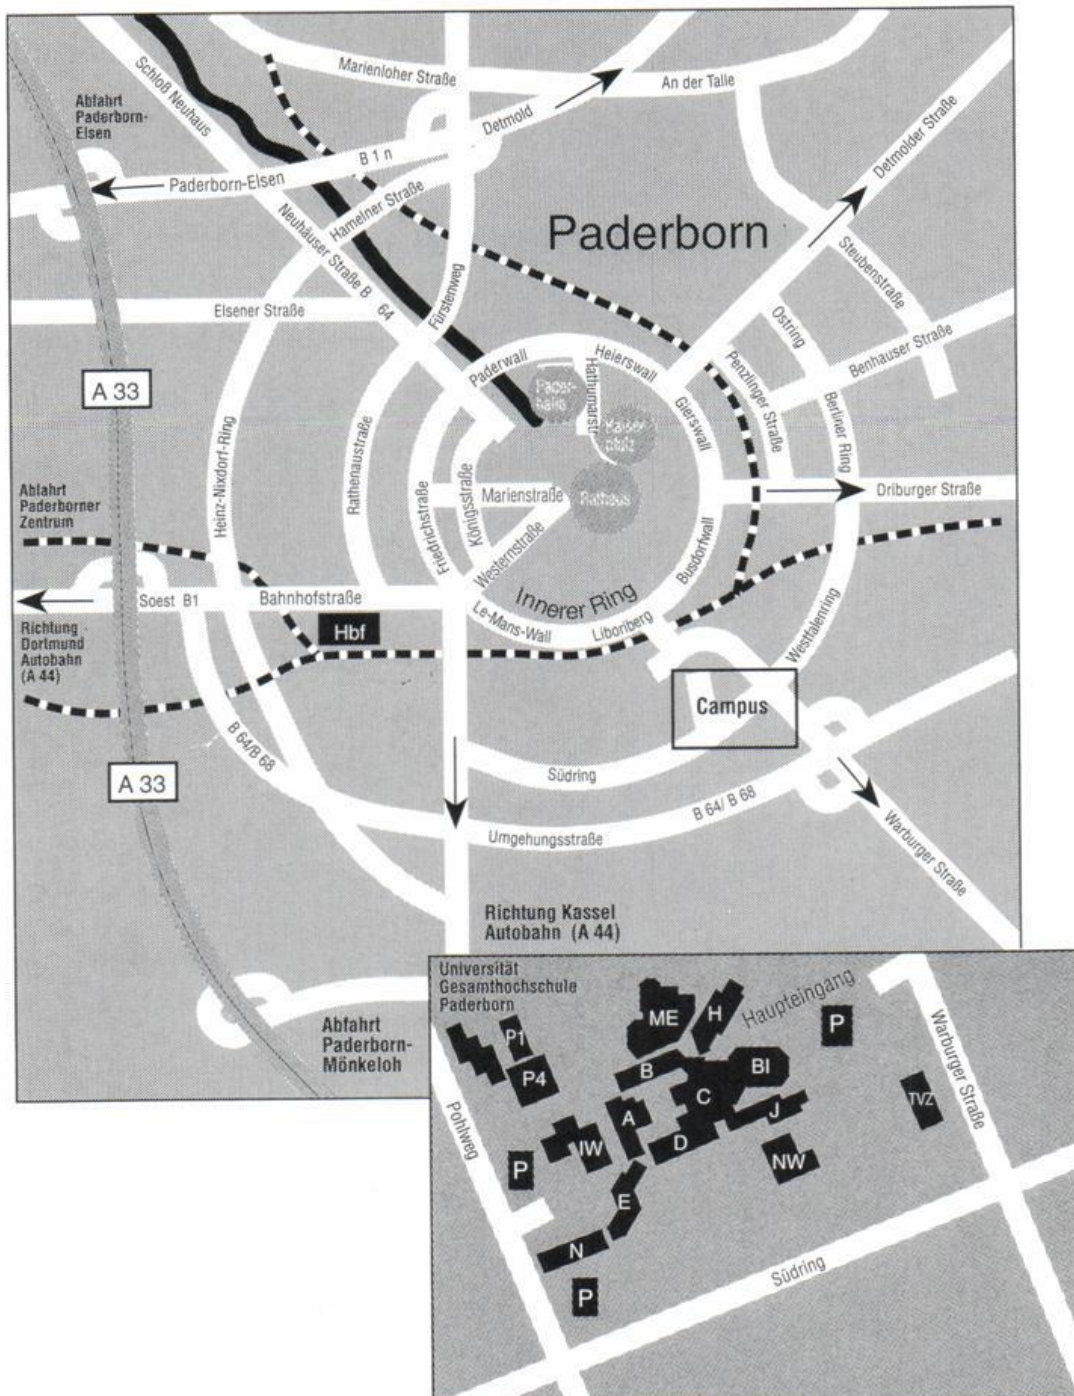 Marienloher Straße
An der Talle
Schloß Neuhaus
Abfahrt
Paderborn-
Elsen
Detmold
B 1 n
Paderborn-Elsen
Hamelner Straße
Detmolder Straße
Paderborn
Neuhäuser Straße B 64
Steubenstraße
Elsener Straße
Fürstenweg
Ostring
Benhauser Straße
Paderwall
Heierswall
Hathumarstr
Penzlinger Straße
Pader-
halle
Kaiser
pfalz
Gierswall
Berliner Ring
A 33
Heinz-Nixdorf-Ring
Rathenaustraße
Friedrichstraße
Königsstraße
Marienstraße
Rathaus
Driburger Straße
Abfahrt
Paderborner
Zentrum
Westernstraße
Busdorfwall
Innerer Ring
Soest B1
Bahnhofstraße
Le-Mans-Wall
Liboriberg
Westfalenring
Hbf
Richtung
Dortmund
Autobahn
(A 44)
Campus
B 64/B 68
Südring
A 33
B 64/ B 68
Umgehungsstraße
Warburger Straße
Richtung Kassel
Autobahn (A 44)
Abfahrt
Paderborn-
Mönkeloh
Universität
Gesamthochschule
Paderborn
Haupteingang
ME
H
P
P1
P4
B
BI
C
J
TVZ
Warburger Straße
A
D
IW
NW
P
Pohlweg
E
N
P
Südring